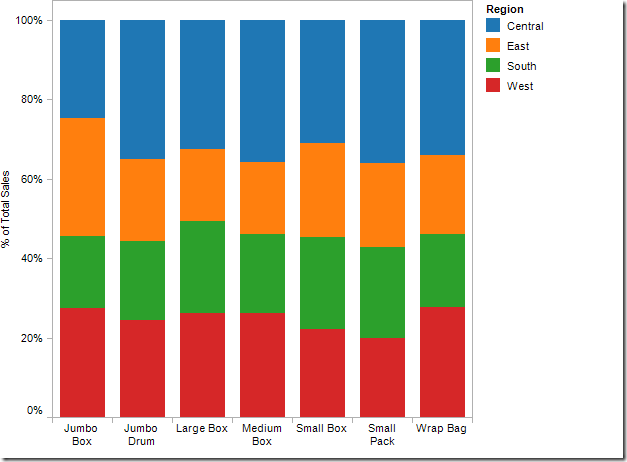 100%
80%
60%
40%
20%
0%
% of Total Sales
Jumbo
Box
Jumbo
Drum
Large Box
Medium
Box
Small Box
Small
Pack
Wrap Bag
Region
Central
East
South
West